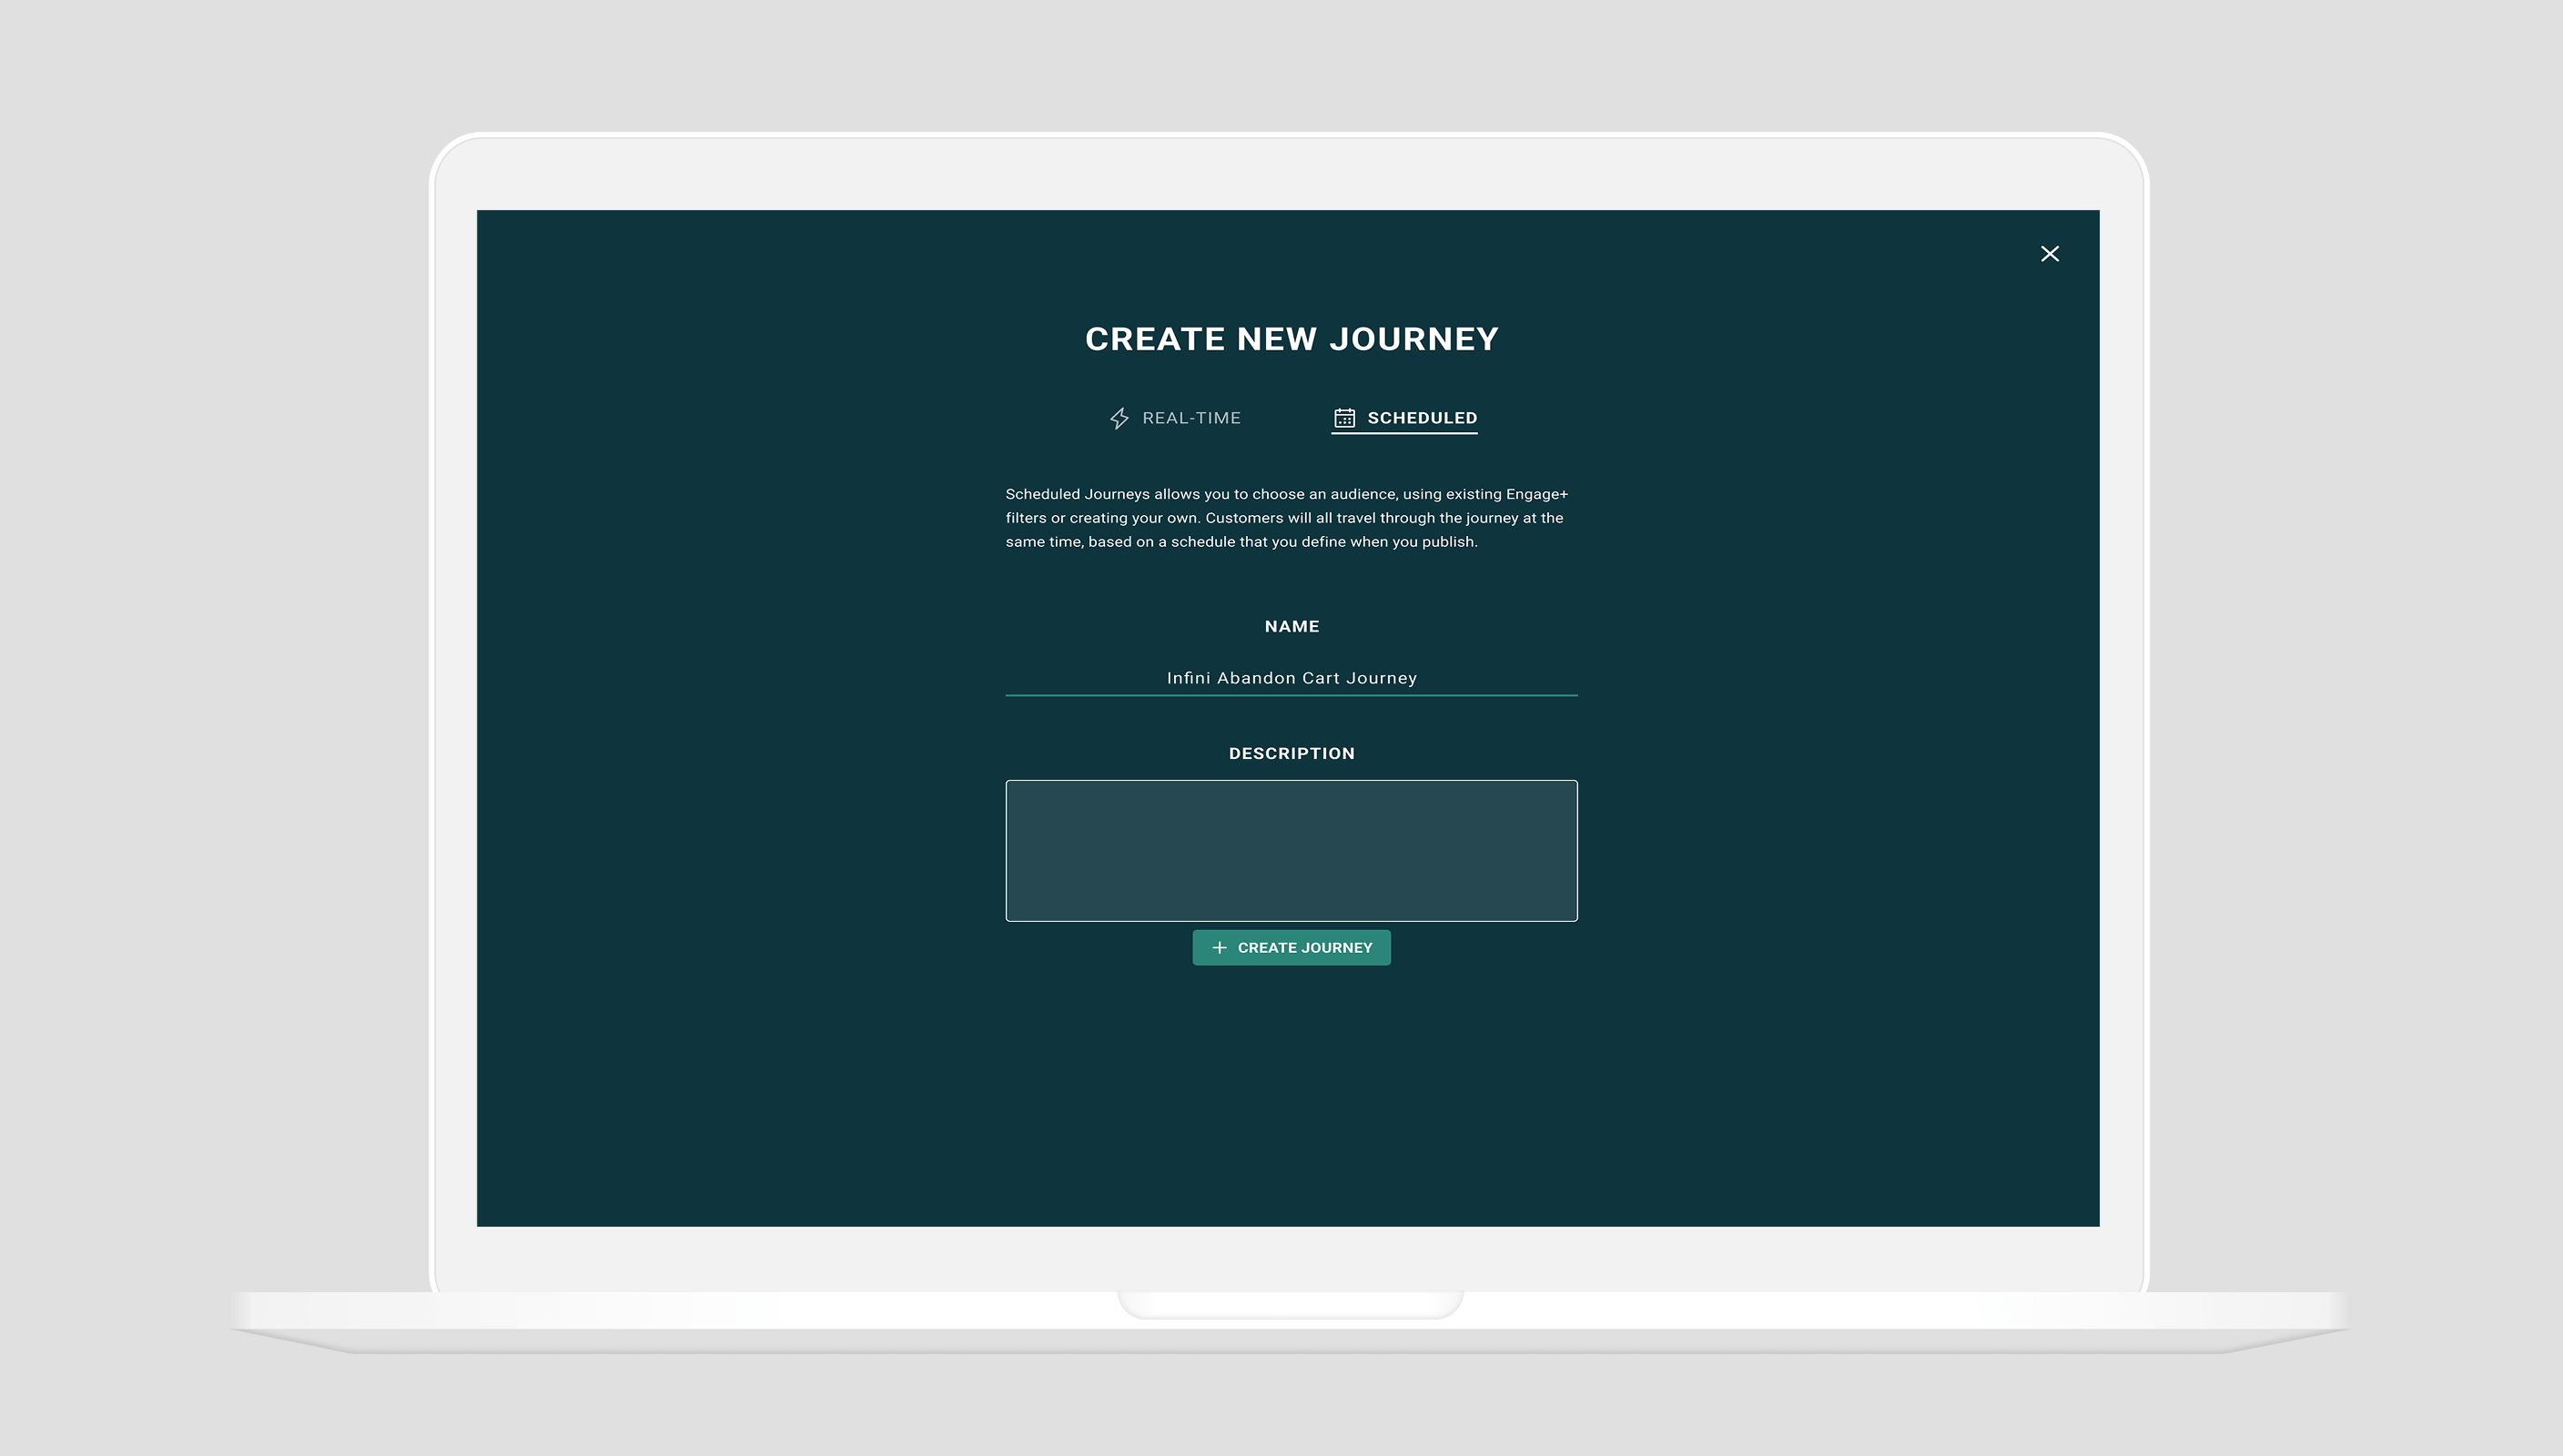 CREATE NEW JOURNEY
REAL-TIME
SCHEDULED
Scheduled Journeys allows you to choose an audience, using existing Engage+
filters or creating your own. Customers will all travel through the journey at the
same time, based on a schedule that you define when you publish.
NAME
Infini Abandon Cart Journey
DESCRIPTION
CREATE JOURNEY